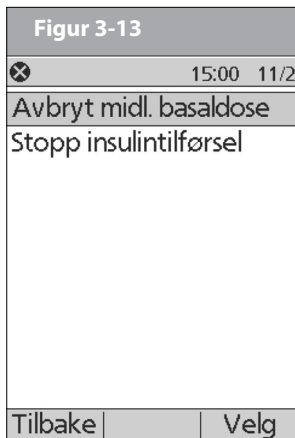 Figur 3-13
15:00 11/2
Avbryt midl. basaldose
Stopp insulintilførsel
Tilbake Velg